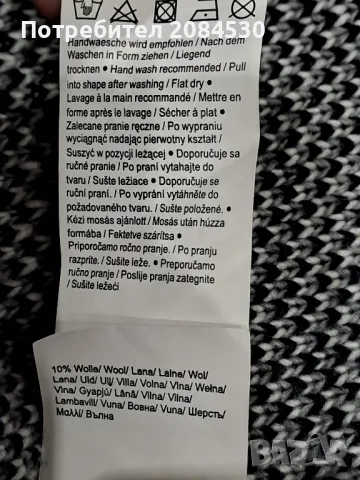 Handwaesche wird empfohlen / Nach dem
Waschen in Form ziehen / Liegend
trocknen • Hand wash recommended / Pull
into shape after washing / Flat dry •
Lavage à la main recommandé / Mettre en
forme après le lavage / Sécher à plat •
Zalecane pranie ręczne / Po wypraniu
wyciągnąć nadając pierwotny kształt /
Suszyć w pozycji leżącej • Doporučuje sa
ručné pranie / Po praní vytahajte do
tvaru / Sušte ležiace • Doporučuje se
ruční praní. / Po vyprání vytáhněte do
požadovaného tvaru. / Sušte položené. •
Kézi mosás ajánlott / Mosás után húzza
formába / Fektetve szárítsa •
Priporočamo ročno pranje. / Po pranju
razprite. / Sušite leže. • Preporučamo
ručno pranje / Poslije pranja zategnite
/ Sušite ležeći
10% Wolle/ Wool/ Lana/ Laine/ Wol/
Lana/ Uld/ Ull/ Villa/ Volna/ Vlna/ Wełna/
Vlna/ Gyapjú/ Lână/ Vilna/ Vilna/
Lambavill/ Vuna/ Вовна/ Vuna/ Шерсть/
Μαλλί/ Вълна
Контакт 2084530
Bazar.bg